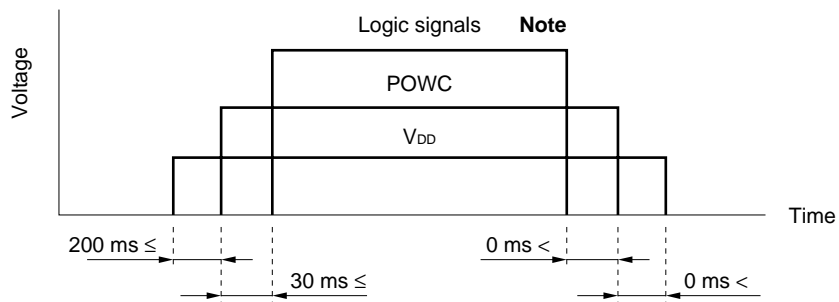 Logic signals Note
POWC
VDD
Voltage
Time
200 ms ≤
0 ms <
30 ms ≤
0 ms <